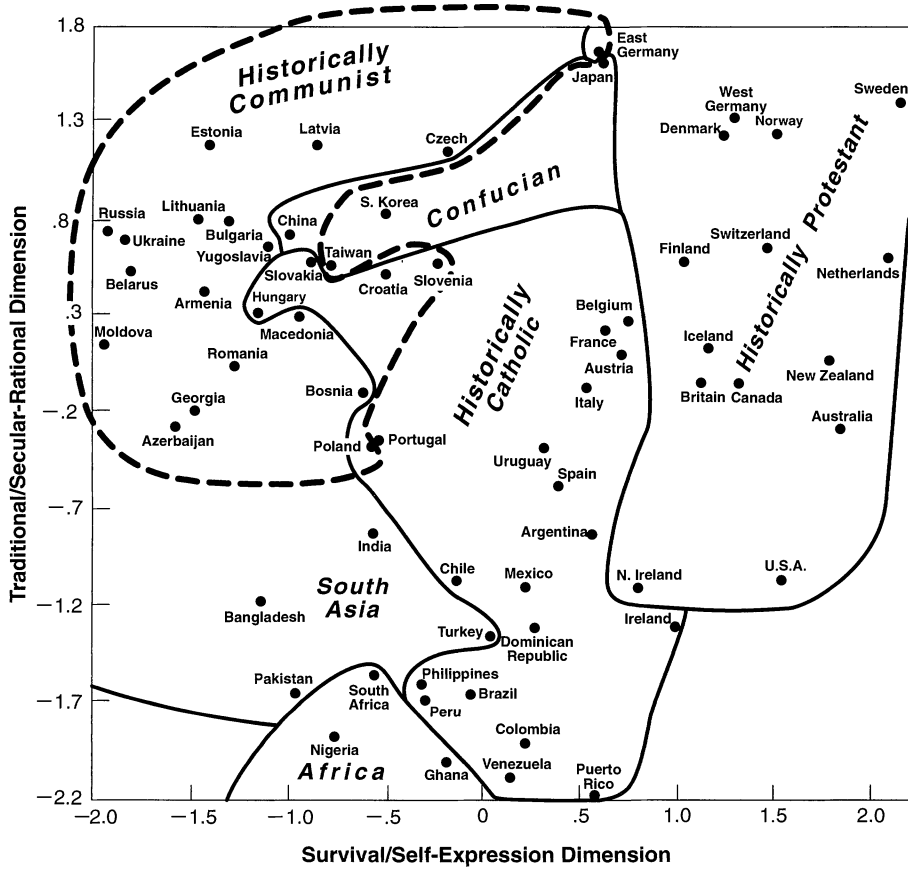 1.8
East
Germany
Historically
Communist
Japan
Sweden
West
Germany
1.3
Estonia
Latvia
Czech
Denmark
Norway
Historically Protestant
S. Korea
Confucian
Russia
Lithuania
.8
China
Ukraine
Bulgaria
Yugoslavia
Taiwan
Switzerland
Finland
Slovakia
Netherlands
Belarus
Croatia
Slovenia
Armenia
Hungary
Belgium
.3
Moldova
Macedonia
France
Iceland
Historically
Catholic
Romania
Austria
New Zealand
Bosnia
Italy
Britain
Canada
Georgia
–.2
Australia
Azerbaijan
Poland
Portugal
Uruguay
Spain
–.7
Argentina
India
Chile
Mexico
N. Ireland
U.S.A.
South
Asia
–1.2
Bangladesh
Ireland
Turkey
Dominican
Republic
Pakistan
South
Africa
Philippines
Brazil
–1.7
Peru
Colombia
Nigeria
Africa
Ghana
Venezuela
Puerto
Rico
–2.2
–2.0
–1.5
–1.0
–.5
0
.5
1.0
1.5
2.0
Traditional/Secular-Rational Dimension
Survival/Self-Expression Dimension